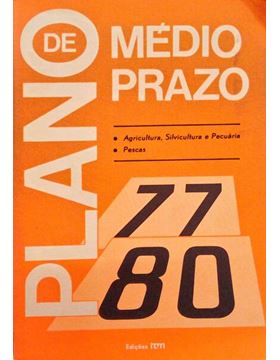 PLANO
DE
MÉDIO
PRAZO
• Agricultura, Silvicultura e Pecuária
• Pescas
77
80
Edições